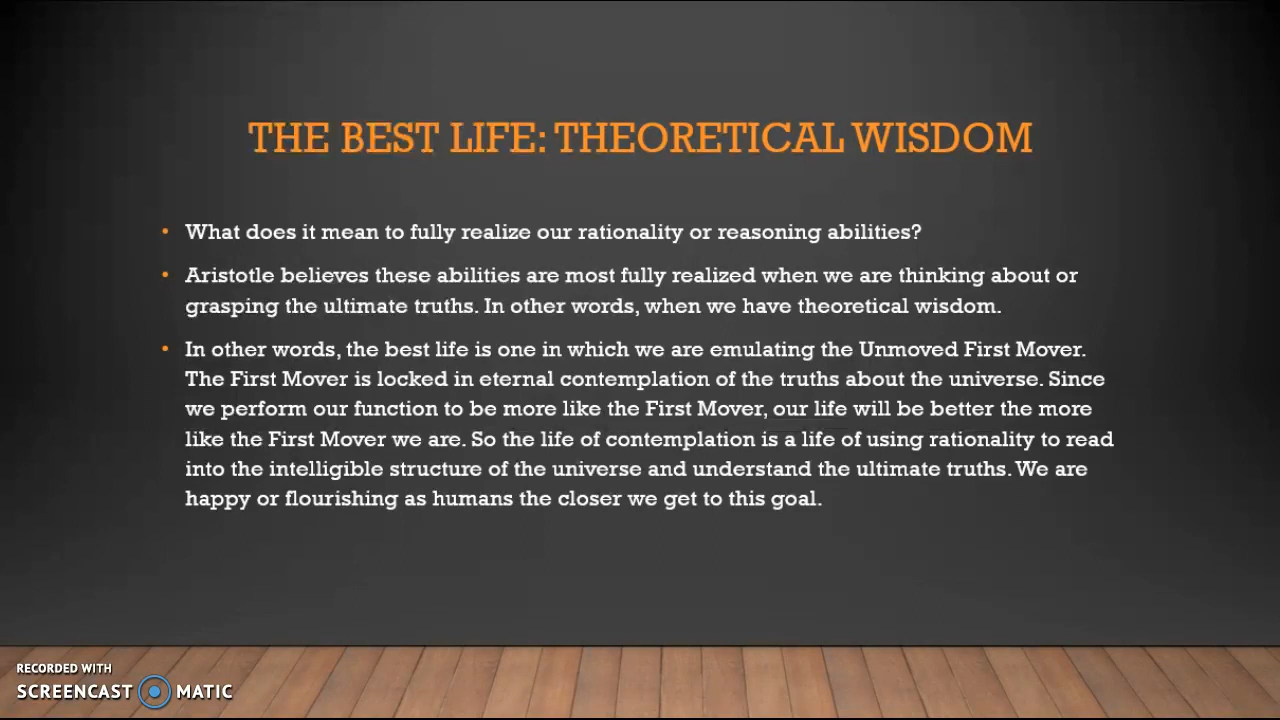 THE BEST LIFE: THEORETICAL WISDOM
• What does it mean to fully realize our rationality or reasoning abilities?
• Aristotle believes these abilities are most fully realized when we are thinking about or
grasping the ultimate truths. In other words, when we have theoretical wisdom.
• In other words, the best life is one in which we are emulating the Unmoved First Mover.
The First Mover is locked in eternal contemplation of the truths about the universe. Since
we perform our function to be more like the First Mover, our life will be better the more
like the First Mover we are. So the life of contemplation is a life of using rationality to read
into the intelligible structure of the universe and understand the ultimate truths. We are
happy or flourishing as humans the closer we get to this goal.
RECORDED WITH
SCREENCAST MATIC